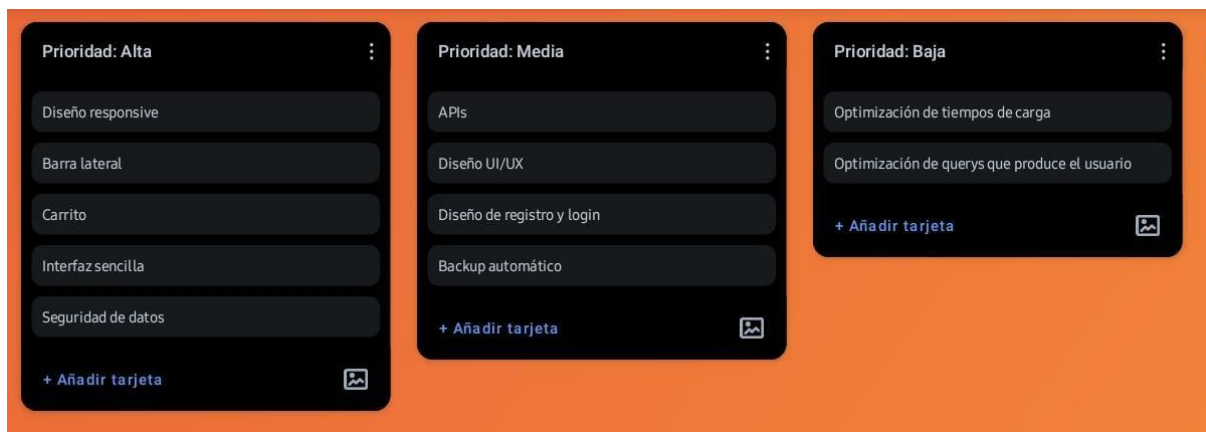 Prioridad: Alta
Diseño responsive
Barra lateral
Carrito
Interfaz sencilla
Seguridad de datos
+ Añadir tarjeta
Prioridad: Media
APIs
Diseño UI/UX
Diseño de registro y login
Backup automático
+ Añadir tarjeta
Prioridad: Baja
Optimización de tiempos de carga
Optimización de querys que produce el usuario
+ Añadir tarjeta